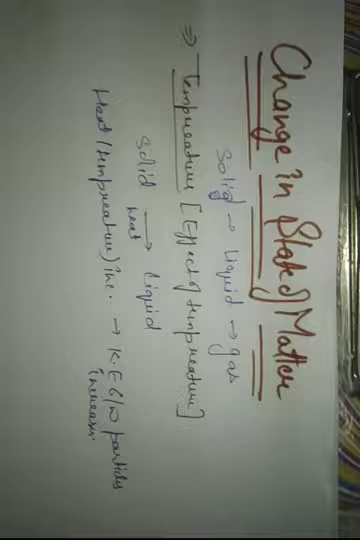 Change in State of Matter
Solid → Liquid → gas
⇒ Temperature [Effect of temperature]
Solid → Liquid
heat
Heat (temperature) inc. → K.E b/w particles
increases.